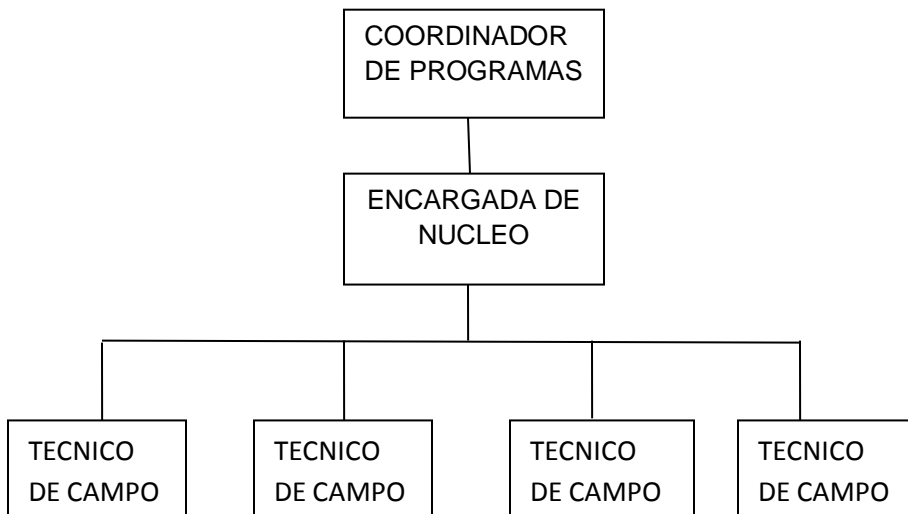 COORDINADOR
DE PROGRAMAS
ENCARGADA DE
NUCLEO
TECNICO
DE CAMPO
TECNICO
DE CAMPO
TECNICO
DE CAMPO
TECNICO
DE CAMPO